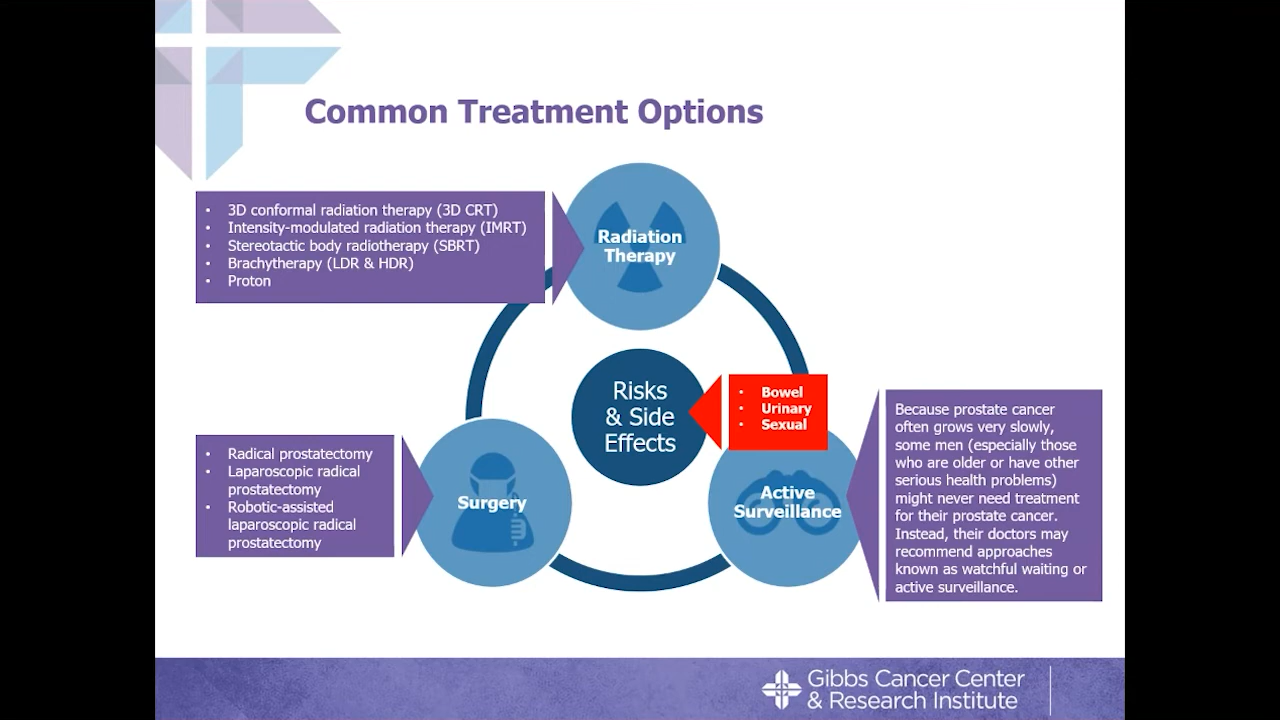 Common Treatment Options
• 3D conformal radiation therapy (3D CRT)
• Intensity-modulated radiation therapy (IMRT)
• Stereotactic body radiotherapy (SBRT)
• Brachytherapy (LDR & HDR)
• Proton
Radiation
Therapy
Risks
& Side
Effects
• Bowel
• Urinary
• Sexual
• Radical prostatectomy
• Laparoscopic radical
prostatectomy
• Robotic-assisted
laparoscopic radical
prostatectomy
Surgery
Active
Surveillance
Because prostate cancer
often grows very slowly,
some men (especially those
who are older or have other
serious health problems)
might never need treatment
for their prostate cancer.
Instead, their doctors may
recommend approaches
known as watchful waiting or
active surveillance.
Gibbs Cancer Center
& Research Institute